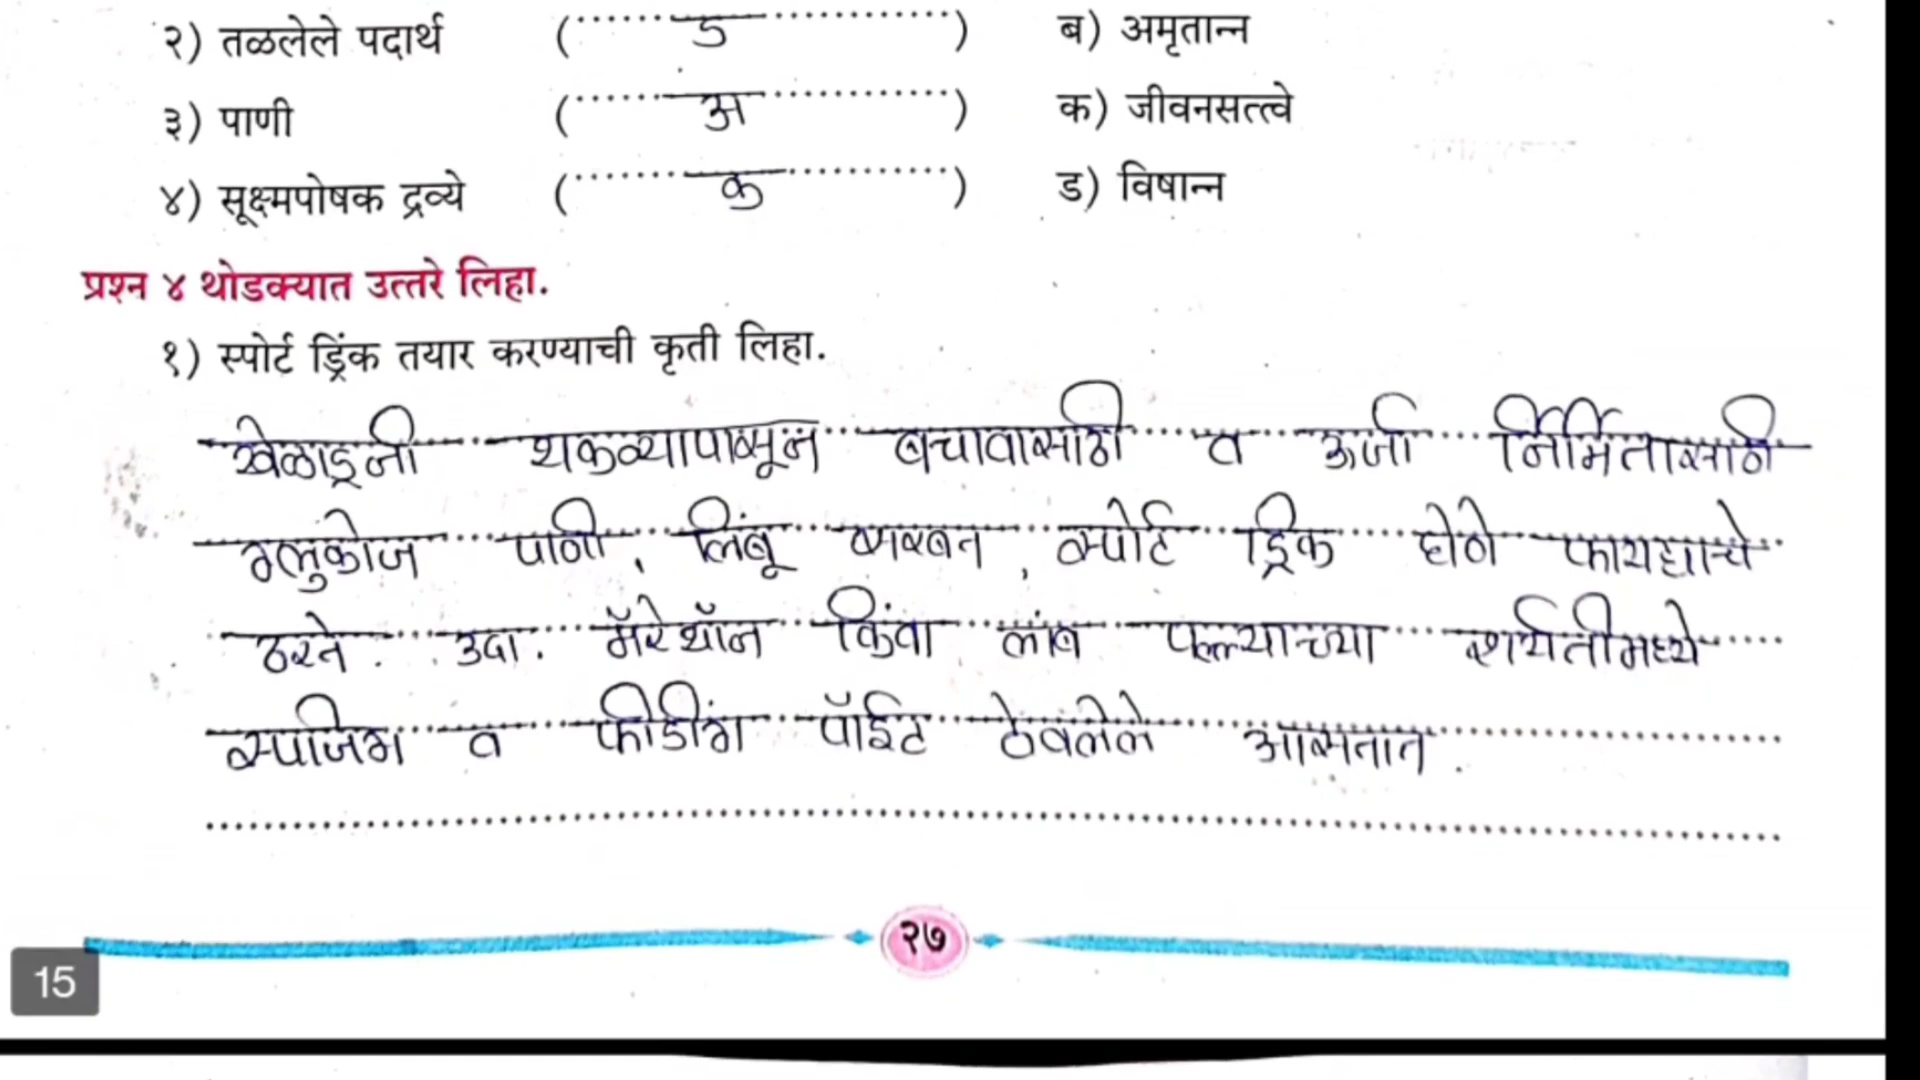 २) तळलेले पदार्थ (............ड............) ब) अमृतान्न
३) पाणी (............अ............) क) जीवनसत्त्वे
४) सूक्ष्मपोषक द्रव्ये (............क............) ड) विषान्न
प्रश्न ४ थोडक्यात उत्तरे लिहा.
१) स्पोर्ट ड्रिंक तयार करण्याची कृती लिहा.
खेळाडूनी थकव्यापासून बचावासाठी व ऊर्जा निर्मितीसाठी
ग्लुकोज पाणी, लिंबू सरबत, स्पोर्ट ड्रिंक घेणे फायद्याचे
ठरते. उदा. मॅरेथॉन किंवा लांब पल्ल्याच्या शर्यतीमध्ये
स्पंजिग व फीडींग पॉईंट ठेवलेले असतात.
२७
15